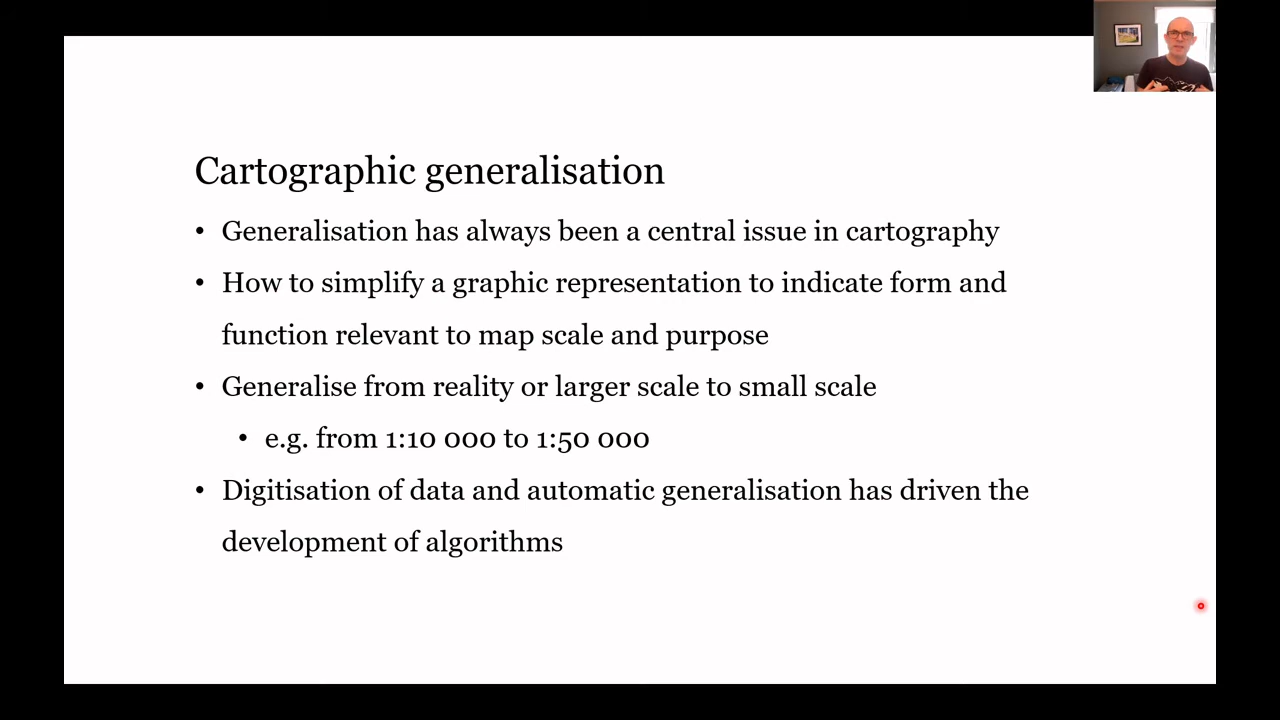 Cartographic generalisation
• Generalisation has always been a central issue in cartography
• How to simplify a graphic representation to indicate form and
function relevant to map scale and purpose
• Generalise from reality or larger scale to small scale
• e.g. from 1:10 000 to 1:50 000
• Digitisation of data and automatic generalisation has driven the
development of algorithms